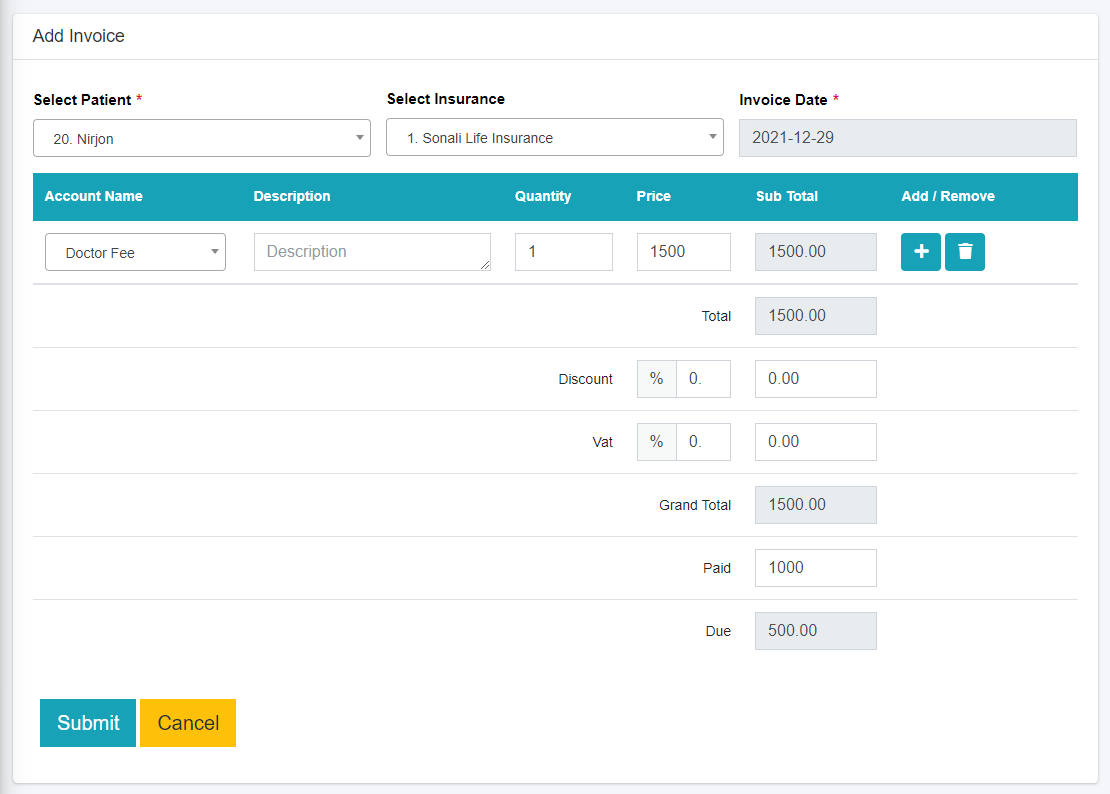 Add Invoice
Select Patient * Select Insurance Invoice Date *
20. Nirjon 1. Sonali Life Insurance 2021-12-29
Account Name Description Quantity Price Sub Total Add / Remove
Doctor Fee Description 1 1500 1500.00 +
Total 1500.00
Discount % 0. 0.00
Vat % 0. 0.00
Grand Total 1500.00
Paid 1000
Due 500.00
Submit Cancel